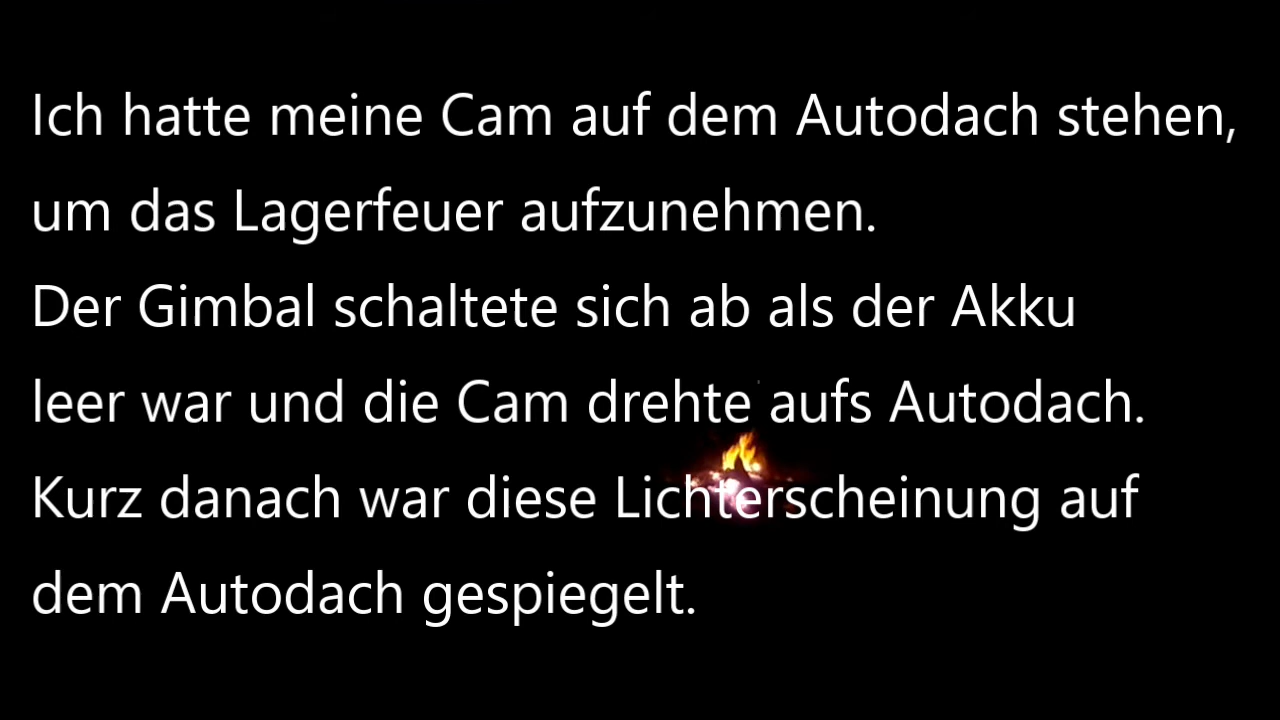 Ich hatte meine Cam auf dem Autodach stehen,
um das Lagerfeuer aufzunehmen.
Der Gimbal schaltete sich ab als der Akku
leer war und die Cam drehte aufs Autodach.
Kurz danach war diese Lichterscheinung auf
dem Autodach gespiegelt.